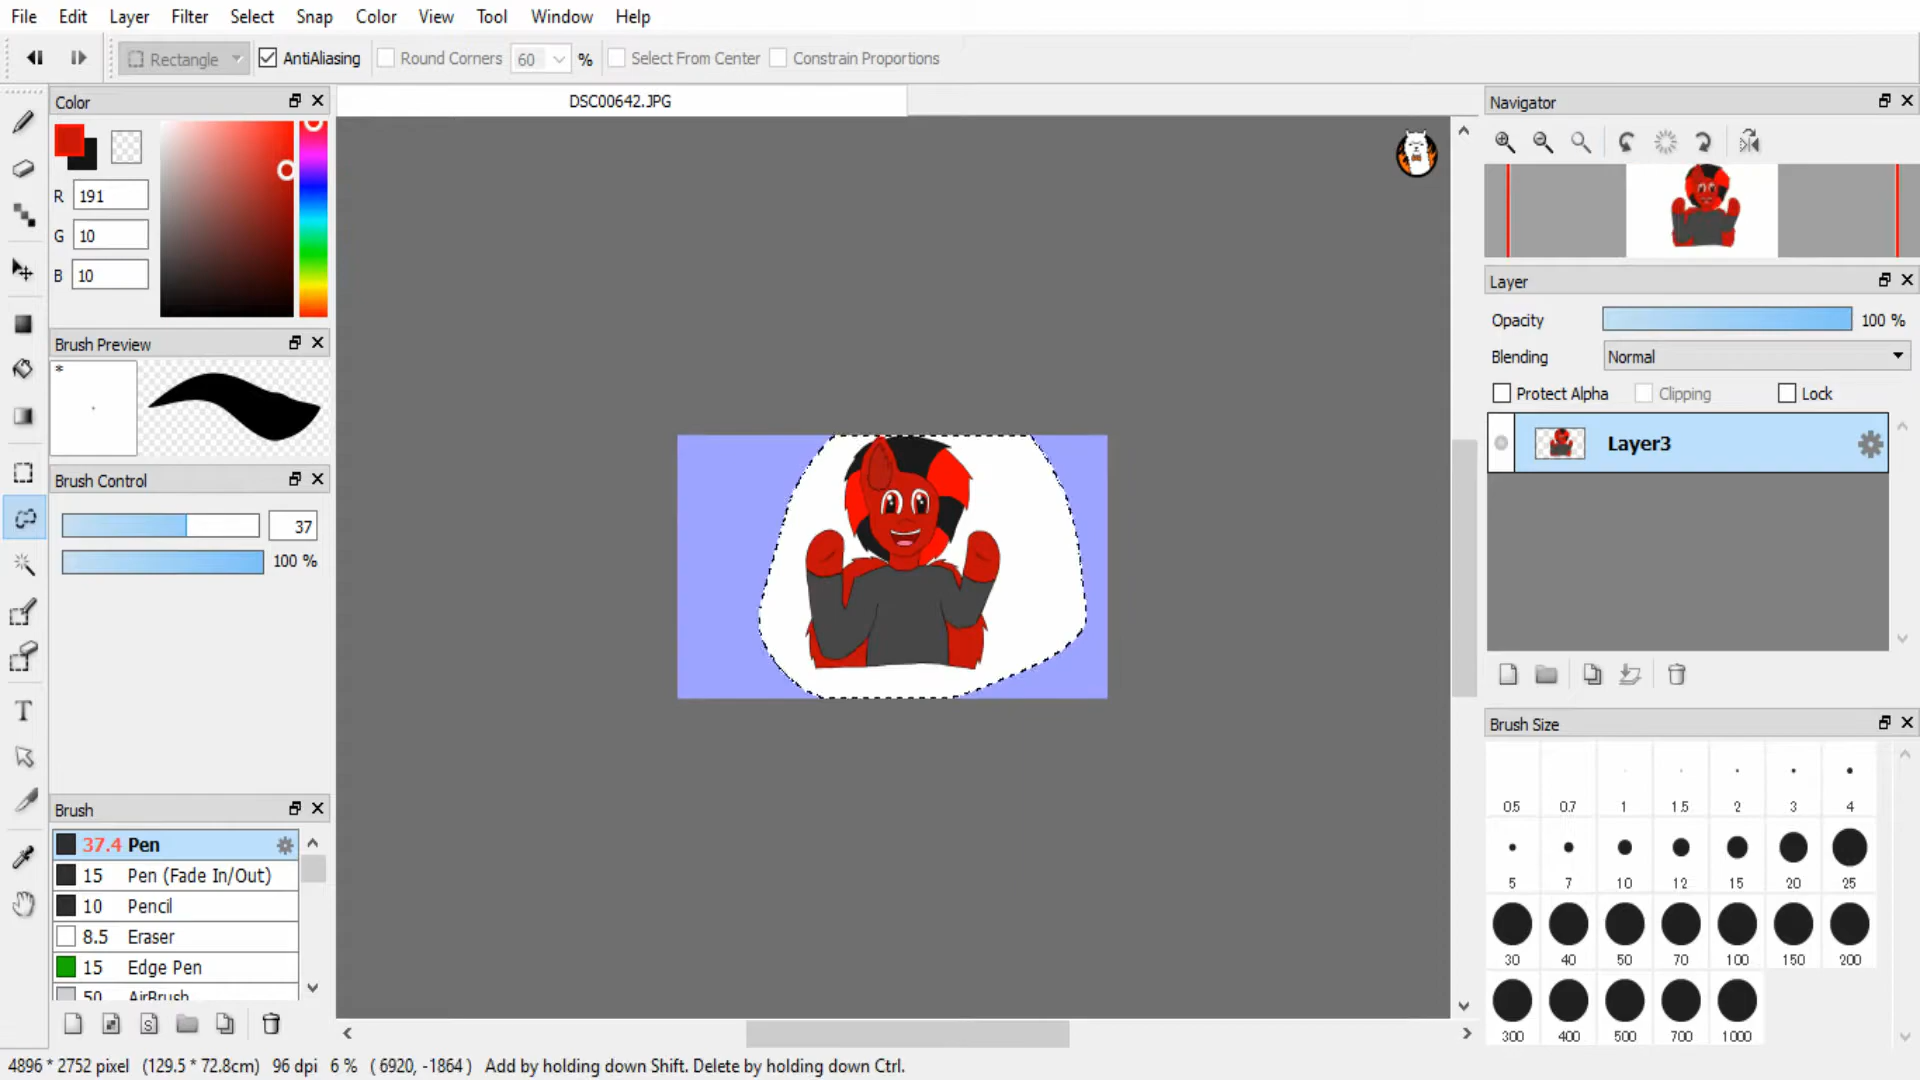 File Edit Layer Filter Select Snap Color View Tool Window Help
Rectangle AntiAliasing Round Corners 60 % Select From Center Constrain Proportions
Color
R 191
G 10
B 10
Brush Preview
*
Brush Control
37
100 %
Brush
37.4 Pen
15 Pen (Fade In/Out)
10 Pencil
8.5 Eraser
15 Edge Pen
50 AirBrush
S
DSC00642.JPG
Navigator
Layer
Opacity 100 %
Blending Normal
Protect Alpha Clipping Lock
Layer3
Brush Size
0.5 0.7 1 1.5 2 3 4
5 7 10 12 15 20 25
30 40 50 70 100 150 200
300 400 500 700 1000
T
4896 * 2752 pixel (129.5 * 72.8cm) 96 dpi 6 % ( 6920, -1864 ) Add by holding down Shift. Delete by holding down Ctrl.